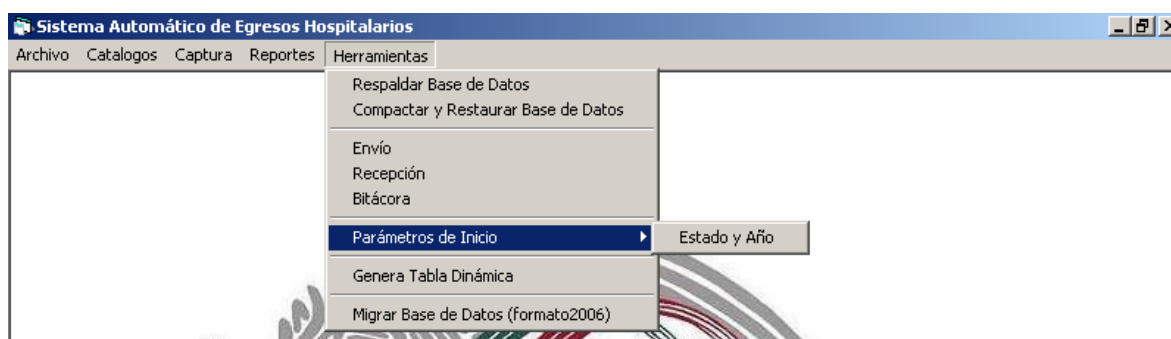 Sistema Automático de Egresos Hospitalarios
Archivo Catalogos Captura Reportes Herramientas
Respaldar Base de Datos
Compactar y Restaurar Base de Datos
Envío
Recepción
Bitácora
Parámetros de Inicio Estado y Año
Genera Tabla Dinámica
Migrar Base de Datos (formato2006)